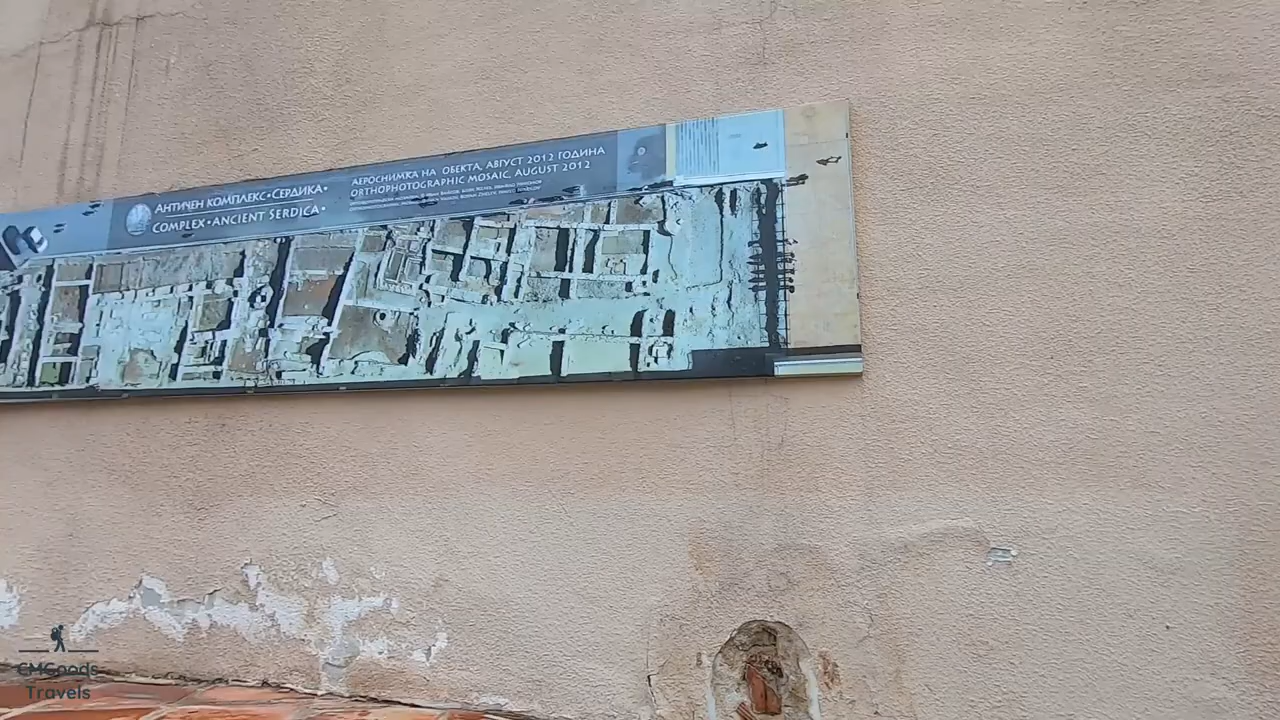 АНТИЧЕН КОМПЛЕКС•СЕРДИКА•
COMPLEX•ANCIENT SERDICA•
АЕРОСНИМКА НА ОБЕКТА, АВГУСТ 2012 ГОДИНА
ORTHOPHOTOGRAPHIC MOSAIC, AUGUST 2012
CMGoods
Travels